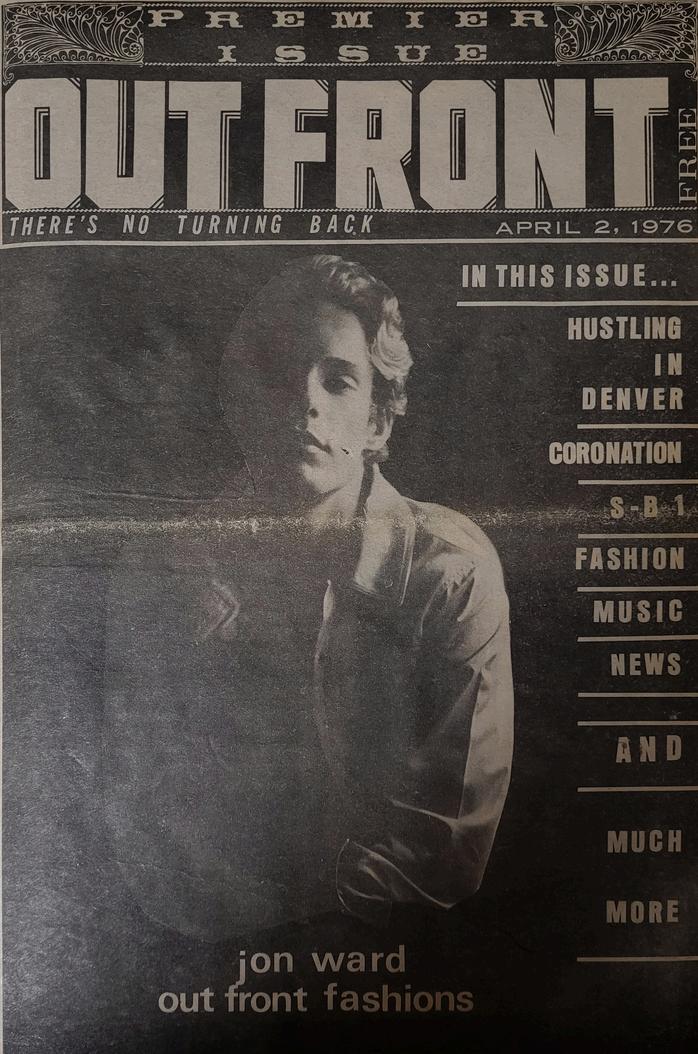 PREMIER
ISSUE
OUT FRONT
FREE
THERE'S NO TURNING BACK
APRIL 2, 1976
IN THIS ISSUE...
HUSTLING
IN
DENVER
CORONATION
S-B 1
FASHION
MUSIC
NEWS
AND
MUCH
MORE
jon ward
out front fashions